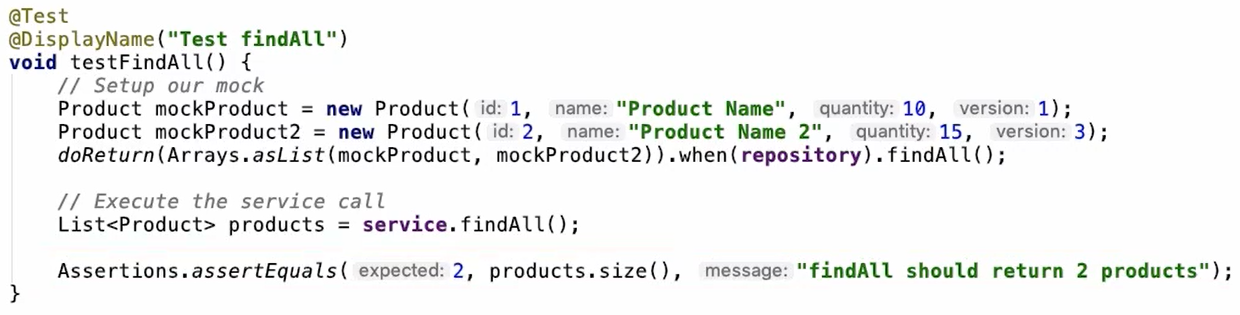 @Test
@DisplayName("Test findAll")
void testFindAll() {
// Setup our mock
Product mockProduct = new Product( id: 1, name: "Product Name", quantity: 10, version: 1);
Product mockProduct2 = new Product( id: 2, name: "Product Name 2", quantity: 15, version: 3);
doReturn(Arrays.asList(mockProduct, mockProduct2)).when(repository).findAll();
// Execute the service call
List<Product> products = service.findAll();
Assertions.assertEquals( expected: 2, products.size(), message: "findAll should return 2 products");
}